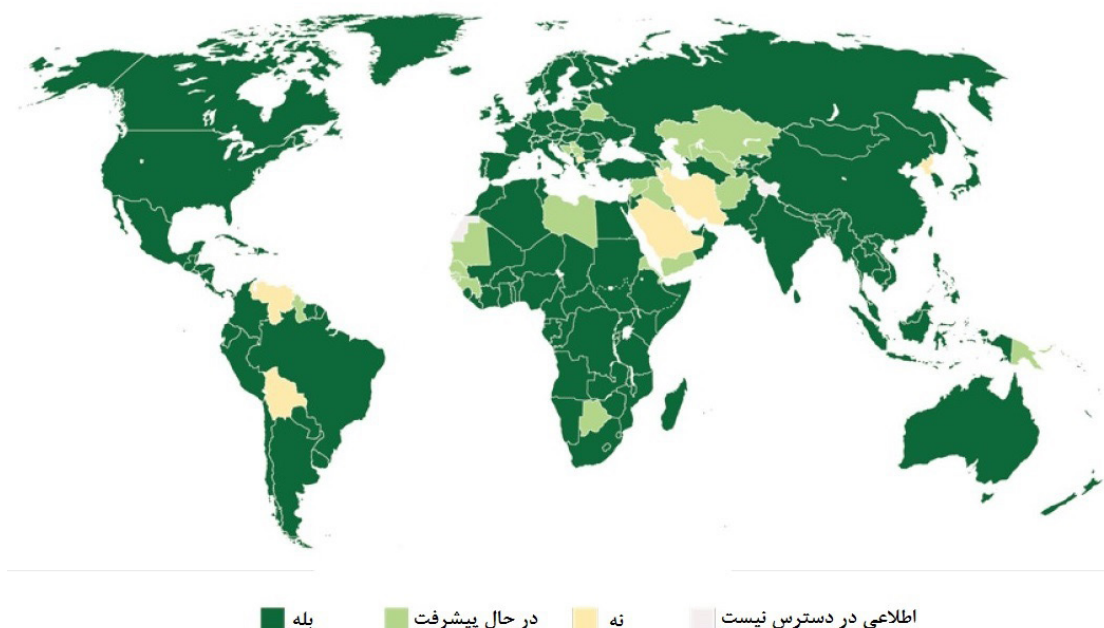 بله
در حال پیشرفت
نه
اطلاعی در دسترس نیست